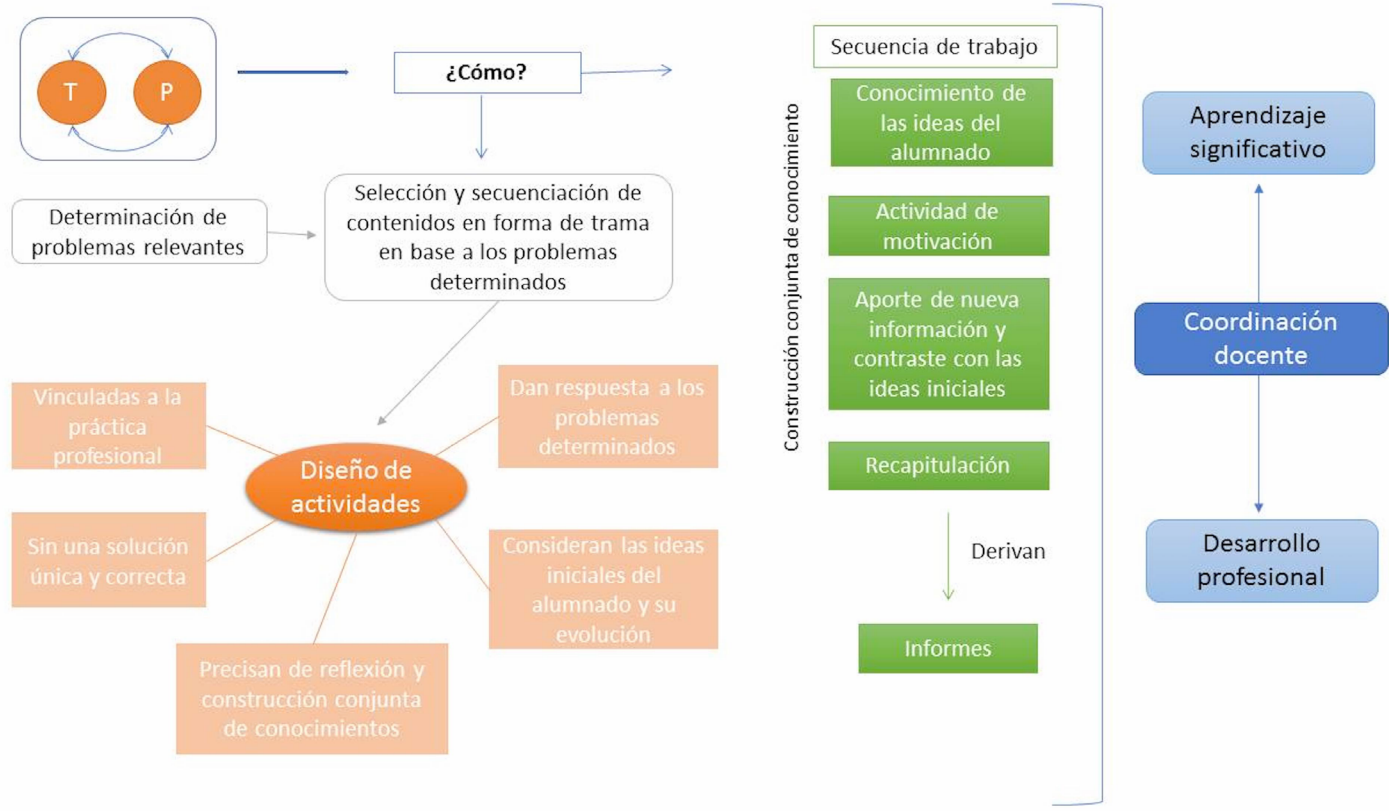 T
P
¿Cómo?
Determinación de
problemas relevantes
Selección y secuenciación de
contenidos en forma de trama
en base a los problemas
determinados
Vinculadas a la
práctica
profesional
Dan respuesta a los
problemas
determinados
Diseño de
actividades
Sin una solución
única y correcta
Consideran las ideas
iniciales del
alumnado y su
evolución
Precisan de reflexión y
construcción conjunta
de conocimientos
Construcción conjunta de conocimiento
Secuencia de trabajo
Conocimiento de
las ideas del
alumnado
Actividad de
motivación
Aporte de nueva
información y
contraste con las
ideas iniciales
Recapitulación
Derivan
Informes
Aprendizaje
significativo
Coordinación
docente
Desarrollo
profesional